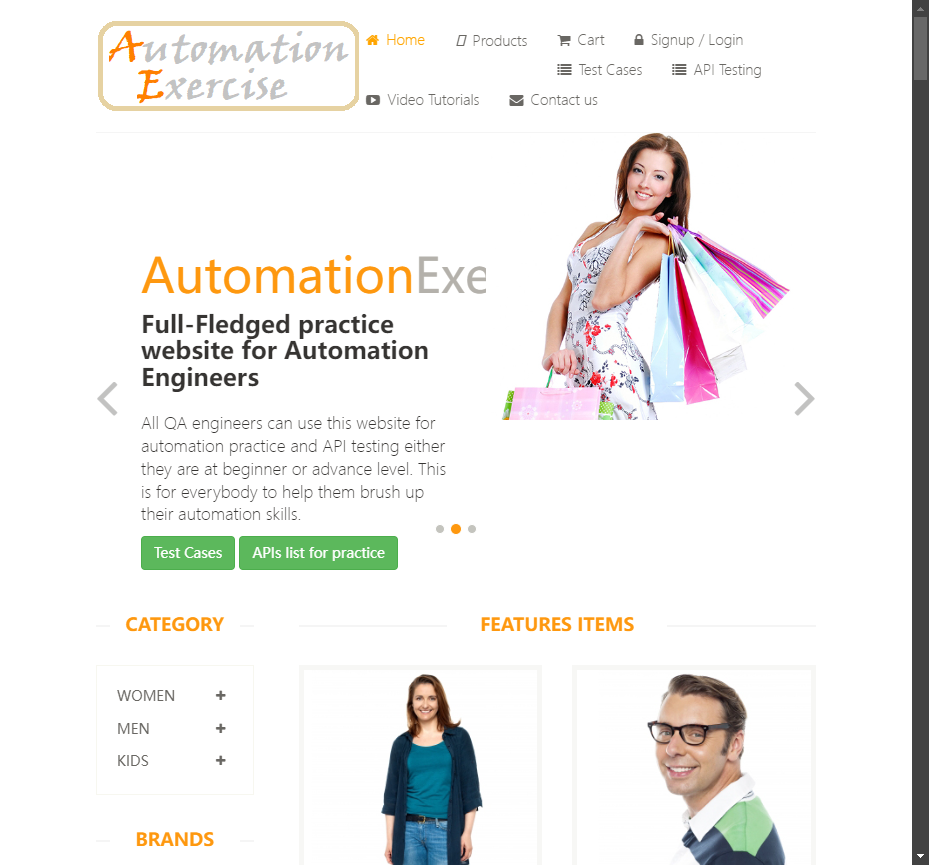 Automation
Exercise
Home
Products
Cart
Signup / Login
Test Cases
API Testing
Video Tutorials
Contact us
AutomationExe
Full-Fledged practice
website for Automation
Engineers
All QA engineers can use this website for
automation practice and API testing either
they are at beginner or advance level. This
is for everybody to help them brush up
their automation skills.
Test Cases
APIs list for practice
CATEGORY
WOMEN
MEN
KIDS
BRANDS
FEATURES ITEMS